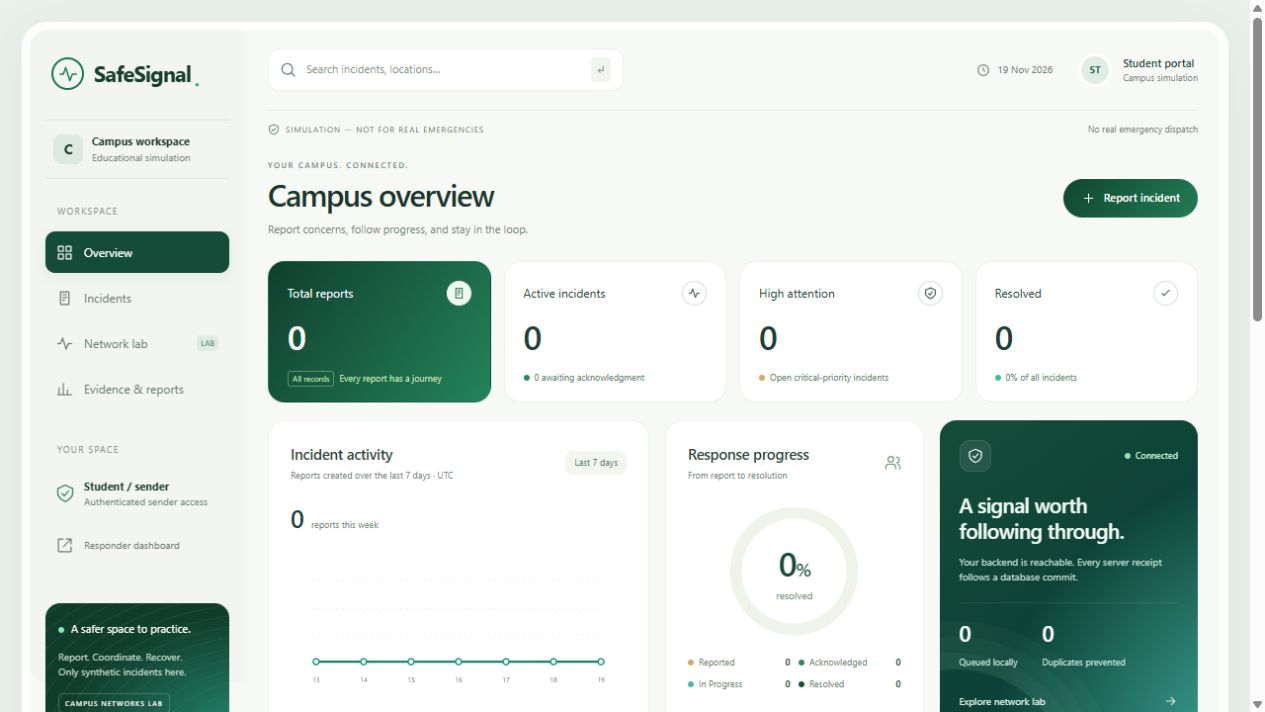 SafeSignal.
Campus workspace
C
Educational simulation
WORKSPACE
Overview
Incidents
Network lab
LAB
Evidence & reports
YOUR SPACE
Student / sender
Authenticated sender access
Responder dashboard
A safer space to practice.
Report. Coordinate. Recover.
Only synthetic incidents here.
CAMPUS NETWORKS LAB
Search incidents, locations...
↵
19 Nov 2026
ST
Student portal
Campus simulation
SIMULATION — NOT FOR REAL EMERGENCIES
No real emergency dispatch
YOUR CAMPUS. CONNECTED.
Campus overview
Report concerns, follow progress, and stay in the loop.
+ Report incident
Total reports
0
All records Every report has a journey
Active incidents
0
0 awaiting acknowledgment
High attention
0
Open critical-priority incidents
Resolved
0
0% of all incidents
Incident activity
Reports created over the last 7 days · UTC
Last 7 days
0 reports this week
13 14 15 16 17 18 19
Response progress
From report to resolution
0%
resolved
Reported 0 Acknowledged 0
In Progress 0 Resolved 0
Connected
A signal worth
following through.
Your backend is reachable. Every server receipt
follows a database commit.
0 0
Queued locally Duplicates prevented
Explore network lab →